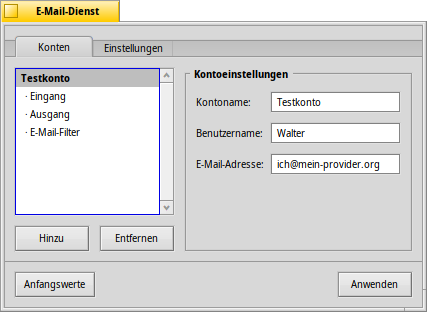 E-Mail-Dienst
Konten
Einstellungen
Testkonto
· Eingang
· Ausgang
· E-Mail-Filter
Hinzu
Entfernen
Kontoeinstellungen
Kontoname: Testkonto
Benutzername: Walter
E-Mail-Adresse: ich@mein-provider.org
Anfangswerte
Anwenden